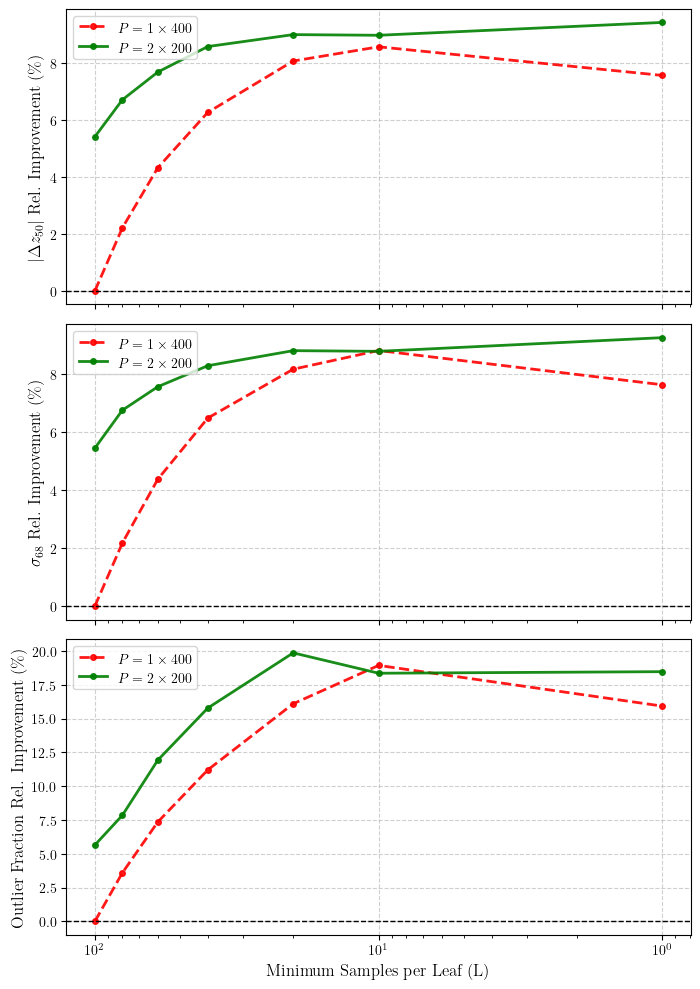 |Δz₅₀| Rel. Improvement (%)
P = 1 × 400
P = 2 × 200
8
6
4
2
0
σ₆₈ Rel. Improvement (%)
P = 1 × 400
P = 2 × 200
8
6
4
2
0
Outlier Fraction Rel. Improvement (%)
P = 1 × 400
P = 2 × 200
20.0
17.5
15.0
12.5
10.0
7.5
5.0
2.5
0.0
10² 10¹ 10⁰
Minimum Samples per Leaf (L)